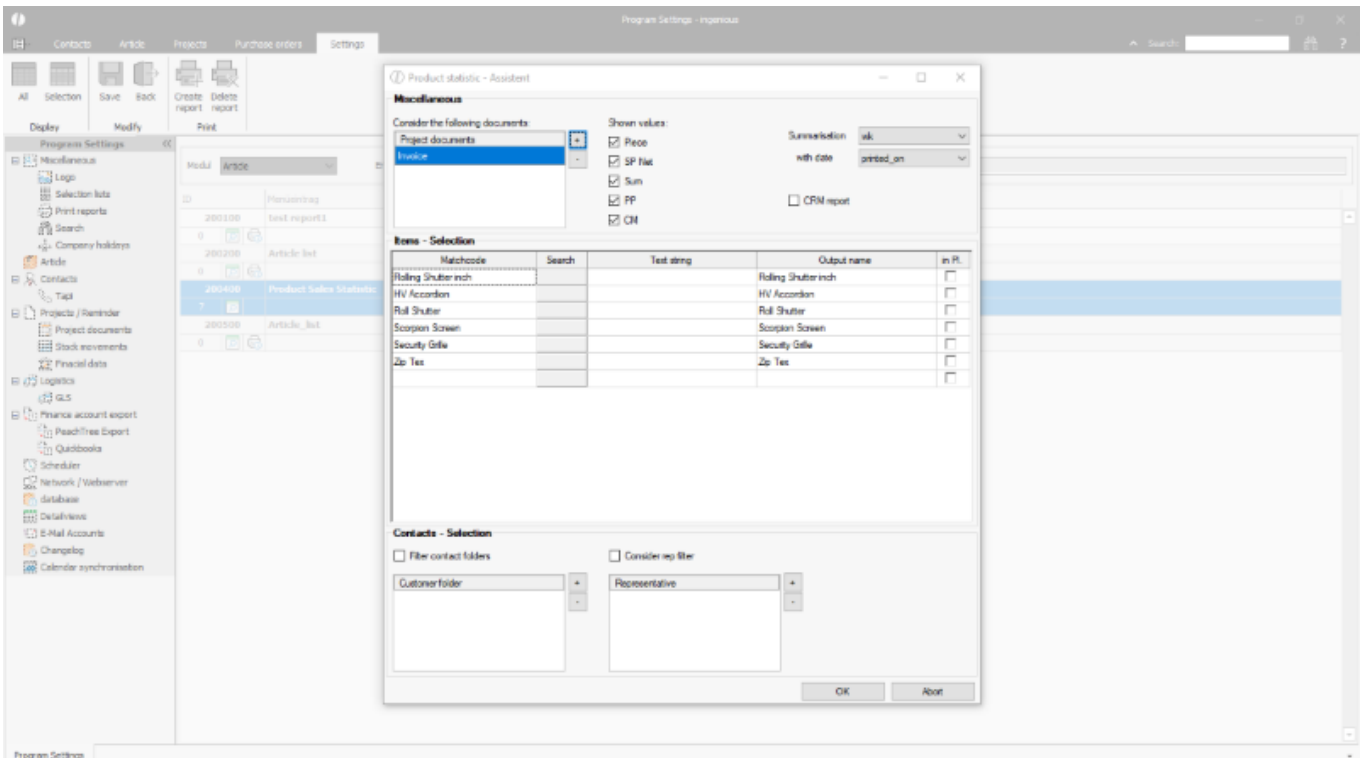 Program Settings - ingenious
Contacts Article Projects Purchase orders Settings
Search:
All Selection Save Back Create report Delete report
Display Modify Print
Program Settings
Miscellaneous
Logo
Selection lists
Print reports
Search
Company holidays
Article
Contacts
Tapi
Projects / Reminder
Project documents
Stock movements
Finacial data
Logistics
GLS
Finance account export
PeachTree Export
Quickbooks
Scheduler
Network / Webserver
database
Detailviews
E-Mail Accounts
Changelog
Calendar synchronisation
Modul Article
ID
200100 test report1
0
200200 Article list
0
200400 Product Sales Statistic
7
200500 Article_list
0
Product statistic - Assistent
Miscellaneous
Consider the following documents:
Project documents
Invoice
+
-
Shown values:
Piece
SP Net
Sum
PP
CM
Summarisation wk
with date printed_on
CRM report
Items - Selection
Matchcode Search Text string Output name in Pl.
Rolling Shutter inch Rolling Shutter inch
HV Accordion HV Accordion
Roll Shutter Roll Shutter
Scorpion Screen Scorpion Screen
Security Grille Security Grille
Zip Tex Zip Tex
Contacts - Selection
Filter contact folders
Customer folder
+
-
Consider rep filter
Representative
+
-
OK Abort
Program Settings